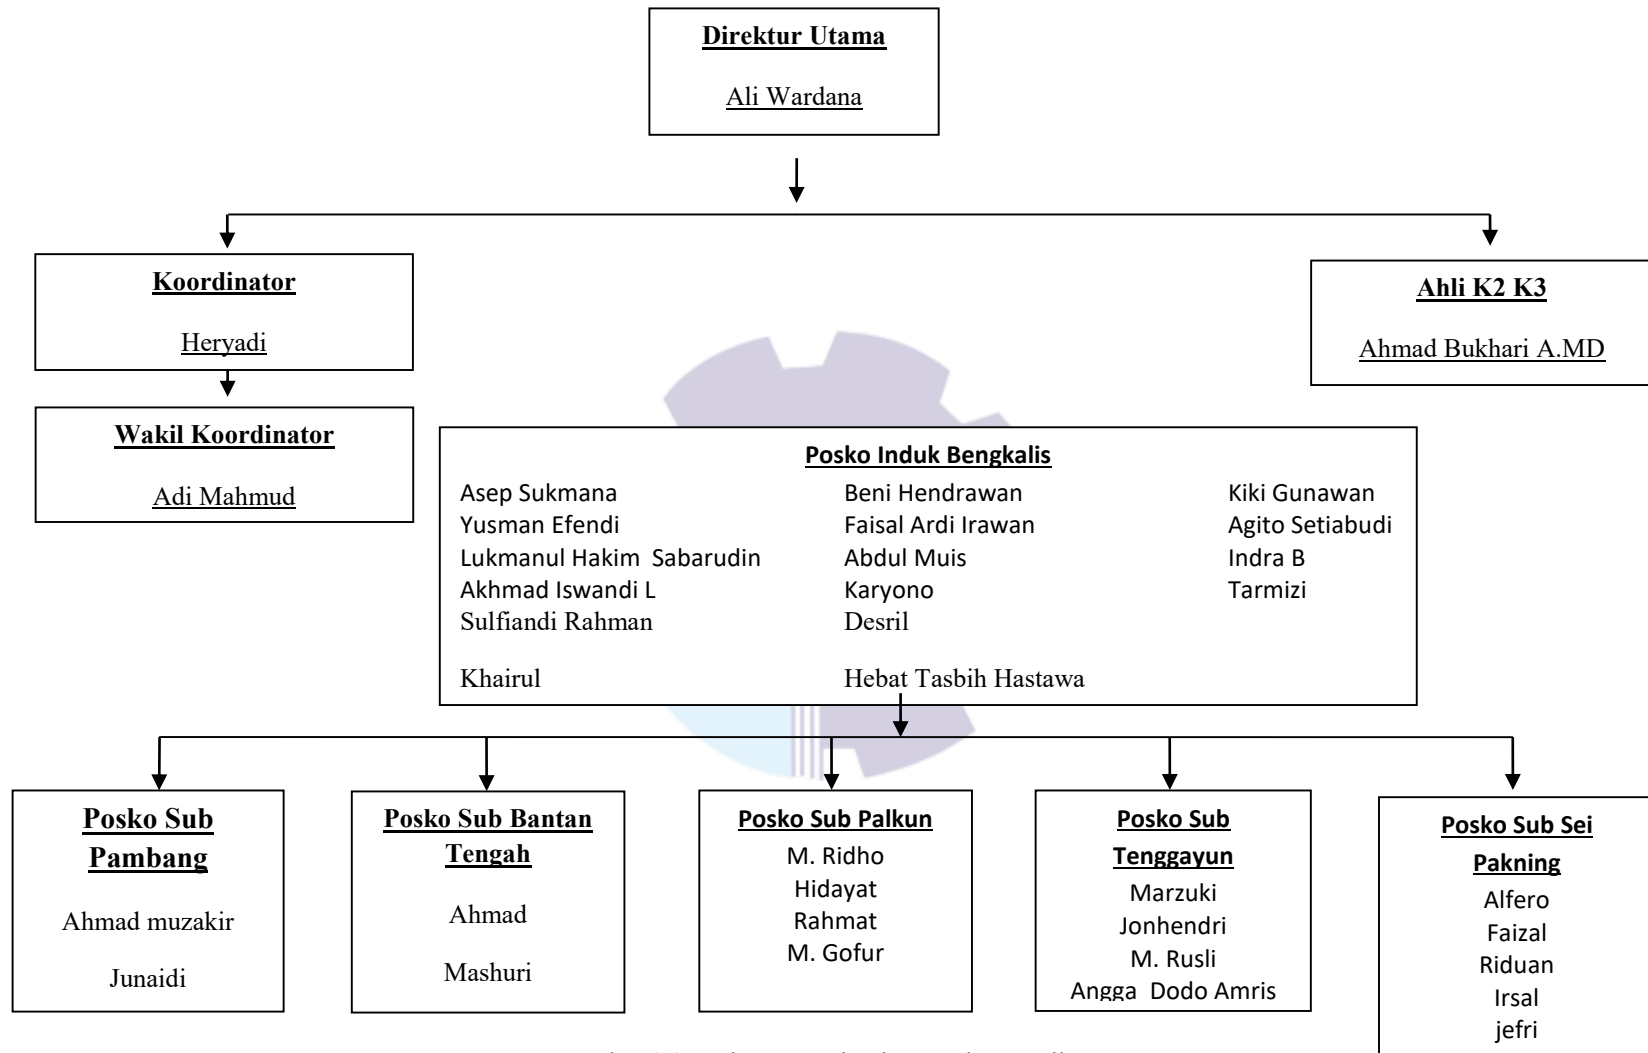 Direktur Utama
Ali Wardana
Koordinator
Heryadi
Ahli K2 K3
Ahmad Bukhari A.MD
Wakil Koordinator
Adi Mahmud
Posko Induk Bengkalis
Asep Sukmana Beni Hendrawan Kiki Gunawan
Yusman Efendi Faisal Ardi Irawan Agito Setiabudi
Lukmanul Hakim Sabarudin Abdul Muis Indra B
Akhmad Iswandi L Karyono Tarmizi
Sulfiandi Rahman Desril
Khairul Hebat Tasbih Hastawa
Posko Sub
Pambang
Ahmad muzakir
Junaidi
Posko Sub Bantan
Tengah
Ahmad
Mashuri
Posko Sub Palkun
M. Ridho
Hidayat
Rahmat
M. Gofur
Posko Sub
Tenggayun
Marzuki
Jonhendri
M. Rusli
Angga Dodo Amris
Posko Sub Sei
Pakning
Alfero
Faizal
Riduan
Irsal
jefri